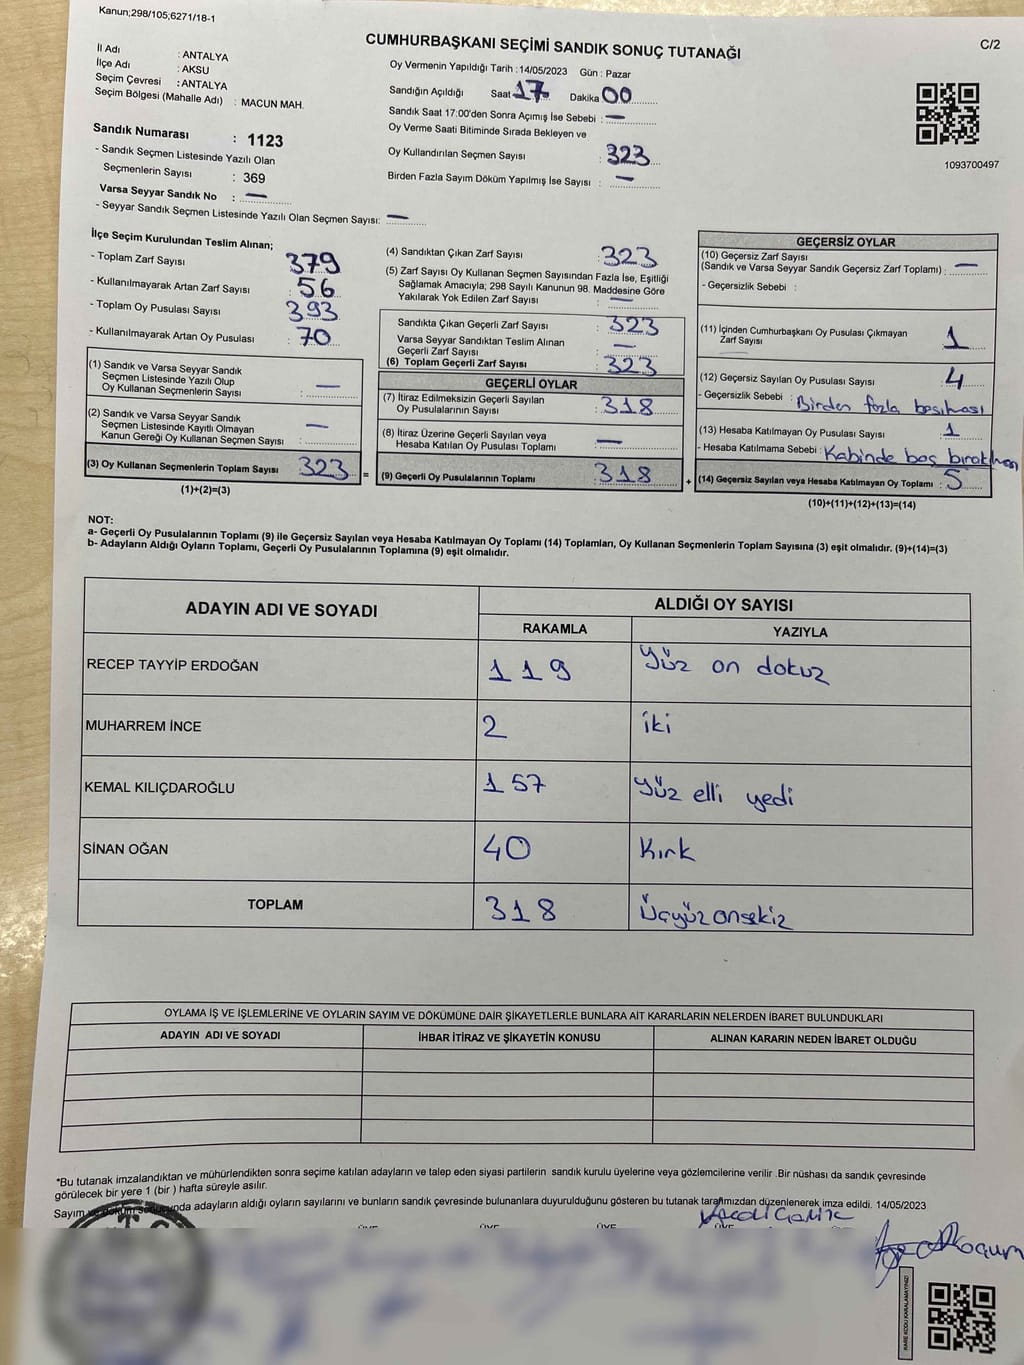 Kanun;298/105;6271/18-1
C/2
CUMHURBAŞKANI SEÇİMİ SANDIK SONUÇ TUTANAĞI
İl Adı : ANTALYA
İlçe Adı : AKSU
Seçim Çevresi : ANTALYA
Seçim Bölgesi (Mahalle Adı) : MACUN MAH.
Sandık Numarası : 1123
- Sandık Seçmen Listesinde Yazılı Olan
Seçmenlerin Sayısı : 369
Varsa Seyyar Sandık No : —
- Seyyar Sandık Seçmen Listesinde Yazılı Olan Seçmen Sayısı: —
Oy Vermenin Yapıldığı Tarih : 14/05/2023 Gün : Pazar
Sandığın Açıldığı Saat 17 Dakika 00
Sandık Saat 17:00'den Sonra Açımış İse Sebebi : —
Oy Verme Saati Bitiminde Sırada Bekleyen ve
Oy Kullandırılan Seçmen Sayısı : 323
Birden Fazla Sayım Döküm Yapılmış İse Sayısı : —
1093700497
İlçe Seçim Kurulundan Teslim Alınan;
- Toplam Zarf Sayısı : 379
- Kullanılmayarak Artan Zarf Sayısı : 56
- Toplam Oy Pusulası Sayısı : 393
- Kullanılmayarak Artan Oy Pusulası : 70
(1) Sandık ve Varsa Seyyar Sandık
Seçmen Listesinde Yazılı Olup
Oy Kullanan Seçmenlerin Sayısı : —
(2) Sandık ve Varsa Seyyar Sandık
Seçmen Listesinde Kayıtlı Olmayan
Kanun Gereği Oy Kullanan Seçmen Sayısı : —
(3) Oy Kullanan Seçmenlerin Toplam Sayısı 323 =
(1)+(2)=(3)
(4) Sandıktan Çıkan Zarf Sayısı : 323
(5) Zarf Sayısı Oy Kullanan Seçmen Sayısından Fazla İse, Eşitliği
Sağlamak Amacıyla; 298 Sayılı Kanunun 98. Maddesine Göre
Yakılarak Yok Edilen Zarf Sayısı : —
Sandıkta Çıkan Geçerli Zarf Sayısı : 323
Varsa Seyyar Sandıktan Teslim Alınan
Geçerli Zarf Sayısı : —
(6) Toplam Geçerli Zarf Sayısı : 323
GEÇERLİ OYLAR
(7) İtiraz Edilmeksizin Geçerli Sayılan
Oy Pusulalarının Sayısı : 318
(8) İtiraz Üzerine Geçerli Sayılan veya
Hesaba Katılan Oy Pusulası Toplamı : —
(9) Geçerli Oy Pusulalarının Toplamı : 318 +
GEÇERSİZ OYLAR
(10) Geçersiz Zarf Sayısı
(Sandık ve Varsa Seyyar Sandık Geçersiz Zarf Toplamı) : —
- Geçersizlik Sebebi :
(11) İçinden Cumhurbaşkanı Oy Pusulası Çıkmayan
Zarf Sayısı : 1
(12) Geçersiz Sayılan Oy Pusulası Sayısı : 4
- Geçersizlik Sebebi : Birden fazla basılması
(13) Hesaba Katılmayan Oy Pusulası Sayısı : 1
- Hesaba Katılmama Sebebi : Kabinde boş bırakılması
(14) Geçersiz Sayılan veya Hesaba Katılmayan Oy Toplamı : 5
(10)+(11)+(12)+(13)=(14)
NOT:
a- Geçerli Oy Pusulalarının Toplamı (9) ile Geçersiz Sayılan veya Hesaba Katılmayan Oy Toplamı (14) Toplamları, Oy Kullanan Seçmenlerin Toplam Sayısına (3) eşit olmalıdır. (9)+(14)=(3)
b- Adayların Aldığı Oyların Toplamı, Geçerli Oy Pusulalarının Toplamına (9) eşit olmalıdır.
ADAYIN ADI VE SOYADI ALDIĞI OY SAYISI
RAKAMLA YAZIYLA
RECEP TAYYİP ERDOĞAN 119 Yüz on dokuz
MUHARREM İNCE 2 iki
KEMAL KILIÇDAROĞLU 157 Yüz elli yedi
SİNAN OĞAN 40 Kırk
TOPLAM 318 Üçyüzonsekiz
OYLAMA İŞ VE İŞLEMLERİNE VE OYLARIN SAYIM VE DÖKÜMÜNE DAİR ŞİKAYETLERLE BUNLARA AİT KARARLARIN NELERDEN İBARET BULUNDUKLARI
ADAYIN ADI VE SOYADI İHBAR İTİRAZ VE ŞİKAYETİN KONUSU ALINAN KARARIN NEDEN İBARET OLDUĞU
*Bu tutanak imzalandıktan ve mühürlendikten sonra seçime katılan adayların ve talep eden siyasi partilerin sandık kurulu üyelerine veya gözlemcilerine verilir .Bir nüshası da sandık çevresinde
görülecek bir yere 1 (bir ) hafta süreyle asılır.
Sayım ve döküm sonucunda adayların aldığı oyların sayılarını ve bunların sandık çevresinde bulunanlara duyurulduğunu gösteren bu tutanak tarafımızdan düzenlenerek imza edildi. 14/05/2023
ÜYE ÜYE ÜYE ÜYE
KARE KODU KARALAMAYINIZ!